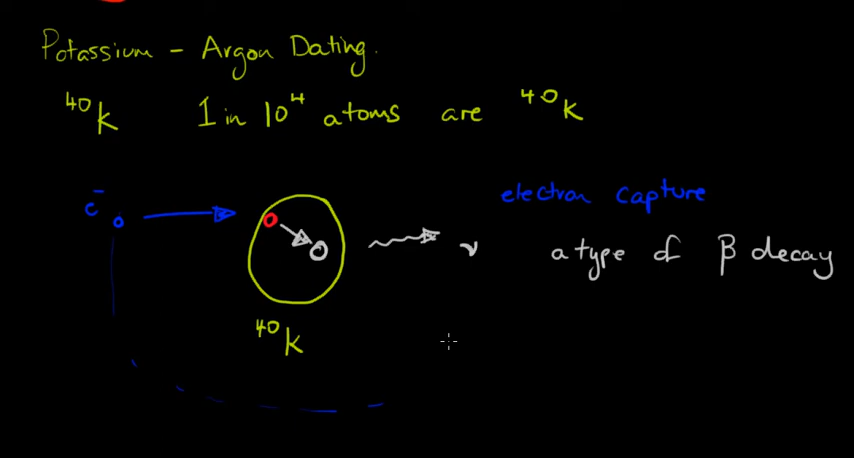 Potassium - Argon Dating.
⁴⁰K 1 in 10⁴ atoms are ⁴⁰K
e⁻
electron capture
ν a type of β decay
⁴⁰K